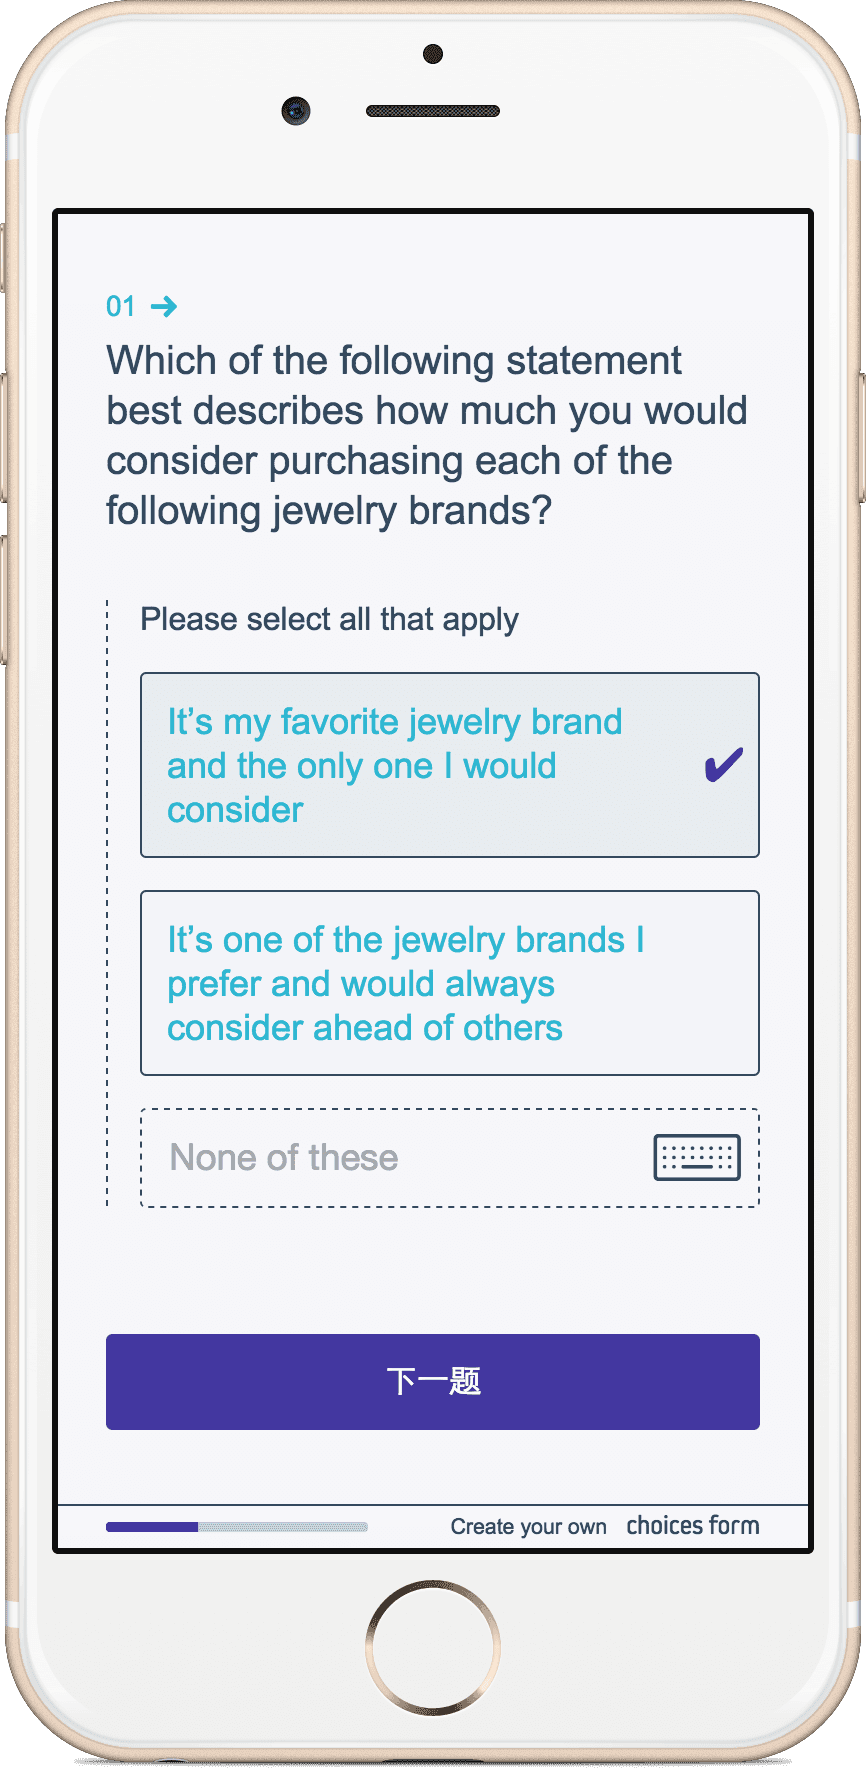 01 →
Which of the following statement
best describes how much you would
consider purchasing each of the
following jewelry brands?
Please select all that apply
It’s my favorite jewelry brand
and the only one I would
consider
It’s one of the jewelry brands I
prefer and would always
consider ahead of others
None of these
下一题
Create your own choices form